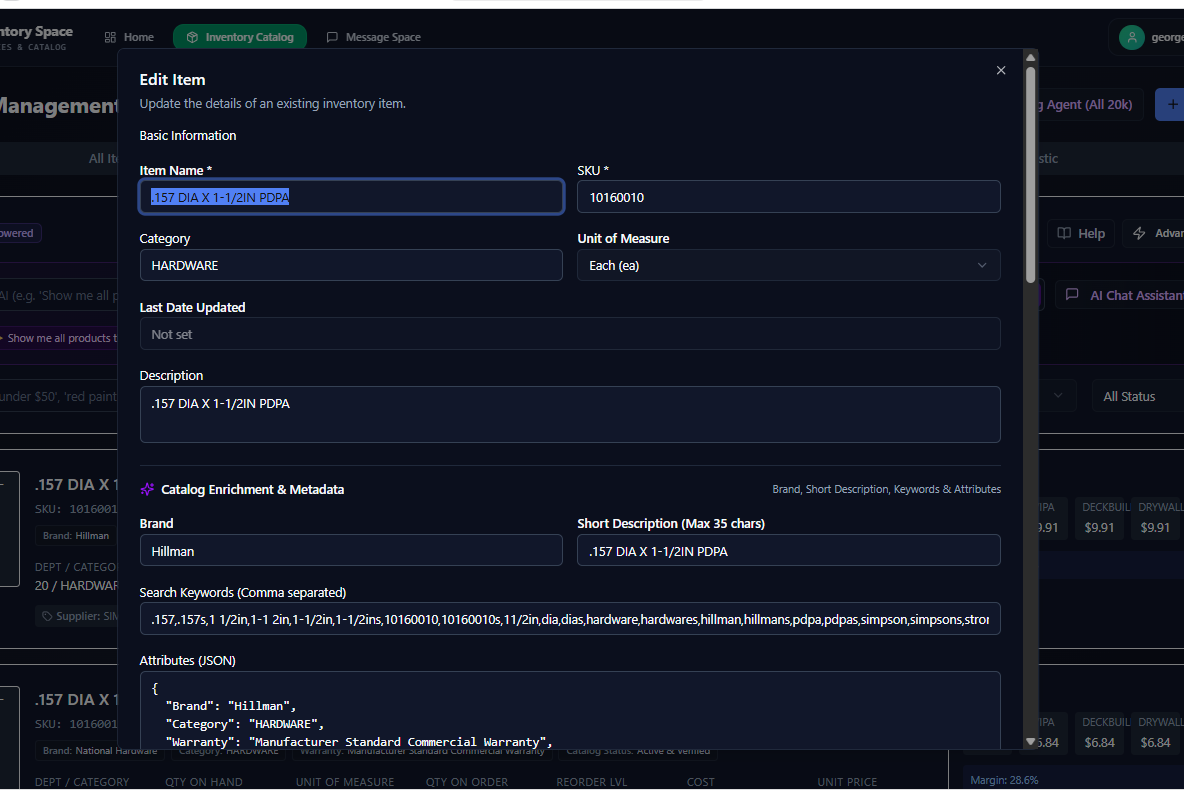 ntory Space
ES & CATALOG
Home
Inventory Catalog
Message Space
george
Management
g Agent (All 20k)
All Ite
stic
owered
Help
Advan
AI (e.g. 'Show me all p
AI Chat Assistant
Show me all products t
under $50', 'red paint
All Status
Edit Item
Update the details of an existing inventory item.
Basic Information
Item Name *
SKU *
.157 DIA X 1-1/2IN PDPA
10160010
Category
Unit of Measure
HARDWARE
Each (ea)
Last Date Updated
Not set
Description
.157 DIA X 1-1/2IN PDPA
Catalog Enrichment & Metadata
Brand, Short Description, Keywords & Attributes
Brand
Short Description (Max 35 chars)
Hillman
.157 DIA X 1-1/2IN PDPA
Search Keywords (Comma separated)
.157,.157s,1 1/2in,1-1 2in,1-1/2in,1-1/2ins,10160010,10160010s,11/2in,dia,dias,hardware,hardwares,hillman,hillmans,pdpa,pdpas,simpson,simpsons,stror
Attributes (JSON)
{
"Brand": "Hillman",
"Category": "HARDWARE",
"Warranty": "Manufacturer Standard Commercial Warranty",
.157 DIA X 1
SKU: 1016001
Brand: Hillman
DEPT / CATEGO
20 / HARDWAR
Supplier: SIM
IPA
DECKBUIL
DRYWALL
9.91
$9.91
$9.91
.157 DIA X 1
SKU: 1016001
Brand: National Hardware
Category: HARDWARE
Warranty: Manufacturer Standard Commercial Warranty
Catalog Status: Active & Verified
IPA
DECKBUIL
DRYWALL
6.84
$6.84
$6.84
DEPT / CATEGORY
QTY ON HAND
UNIT OF MEASURE
QTY ON ORDER
REORDER LVL
COST
UNIT PRICE
Margin: 28.6%